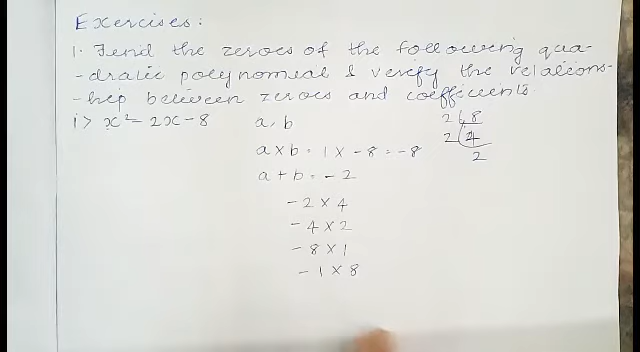 Exercises:
1. Find the zeroes of the following qua-
-dratic polynomial & verify the relations-
-hip between zeroes and coefficients.
i> x² - 2x - 8
a, b
a × b = 1 × -8 = -8
a + b = -2
-2 × 4
-4 × 2
-8 × 1
-1 × 8
2 | 8
2 | 4
2